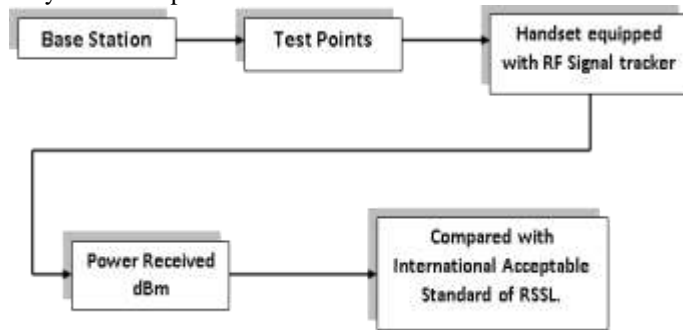 Base Station
Test Points
Handset equipped
with RF Signal tracker
Power Received
dBm
Compared with
International Acceptable
Standard of RSSL.